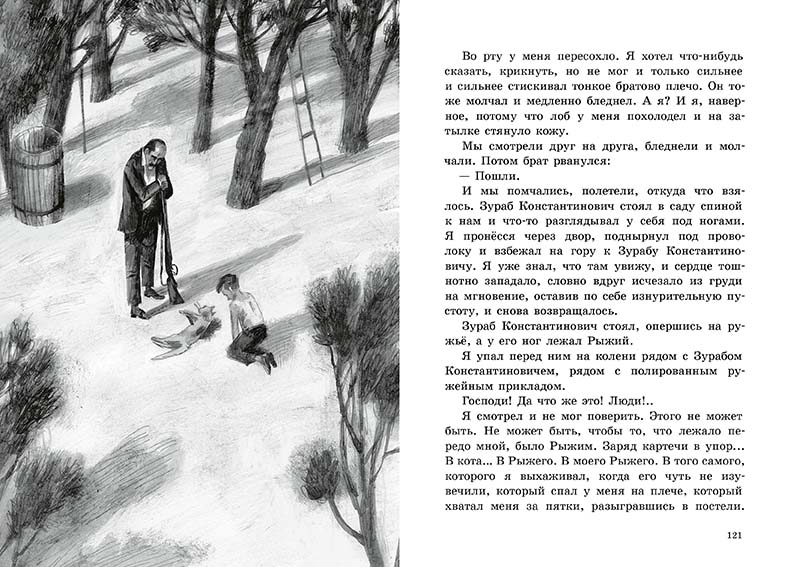 Во рту у меня пересохло. Я хотел что-нибудь
сказать, крикнуть, но не мог и только сильнее
и сильнее стискивал тонкое братово плечо. Он то-
же молчал и медленно бледнел. А я? И я, навер-
ное, потому что лоб у меня похолодел и на за-
тылке стянуло кожу.
Мы смотрели друг на друга, бледнели и мол-
чали. Потом брат рванулся:
— Пошли.
И мы помчались, полетели, откуда что взя-
лось. Зураб Константинович стоял в саду спиной
к нам и что-то разглядывал у себя под ногами.
Я пронёсся через двор, поднырнул под прово-
локу и взбежал на гору к Зурабу Константино-
вичу. Я уже знал, что там увижу, и сердце тош-
нотно западало, словно вдруг исчезало из груди
на мгновение, оставив по себе изнурительную пу-
стоту, и снова возвращалось.
Зураб Константинович стоял, опершись на ру-
жьё, а у его ног лежал Рыжий.
Я упал перед ним на колени рядом с Зурабом
Константиновичем, рядом с полированным ру-
жейным прикладом.
Господи! Да что же это! Люди!..
Я смотрел и не мог поверить. Этого не может
быть. Не может быть, чтобы то, что лежало пе-
редо мной, было Рыжим. Заряд картечи в упор...
В кота... В Рыжего. В моего Рыжего. В того самого,
которого я выхаживал, когда его чуть не изу-
вечили, который спал у меня на плече, который
хватал меня за пятки, разыгравшись в постели.
121